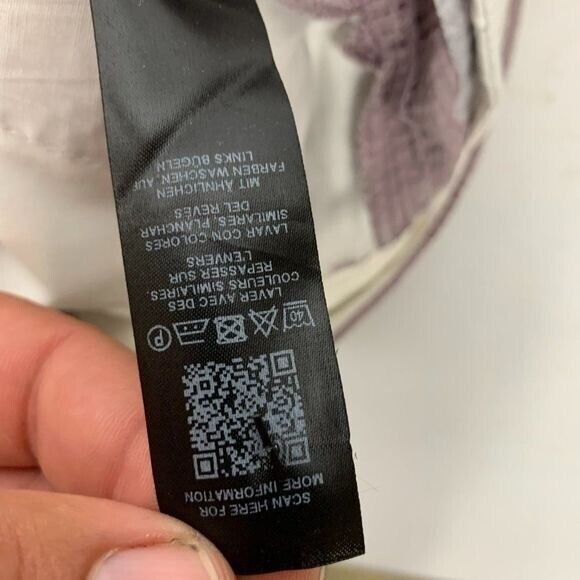 SCAN HERE FOR
MORE INFORMATION
40 P
LAVER AVEC DES
COULEURS SIMILAIRES.
REPASSER SUR
L'ENVERS
LAVAR CON COLORES
SIMILARES. PLANCHAR
DEL REVÉS
MIT ÄHNLICHEN
FARBEN WASCHEN. AUF
LINKS BÜGELN